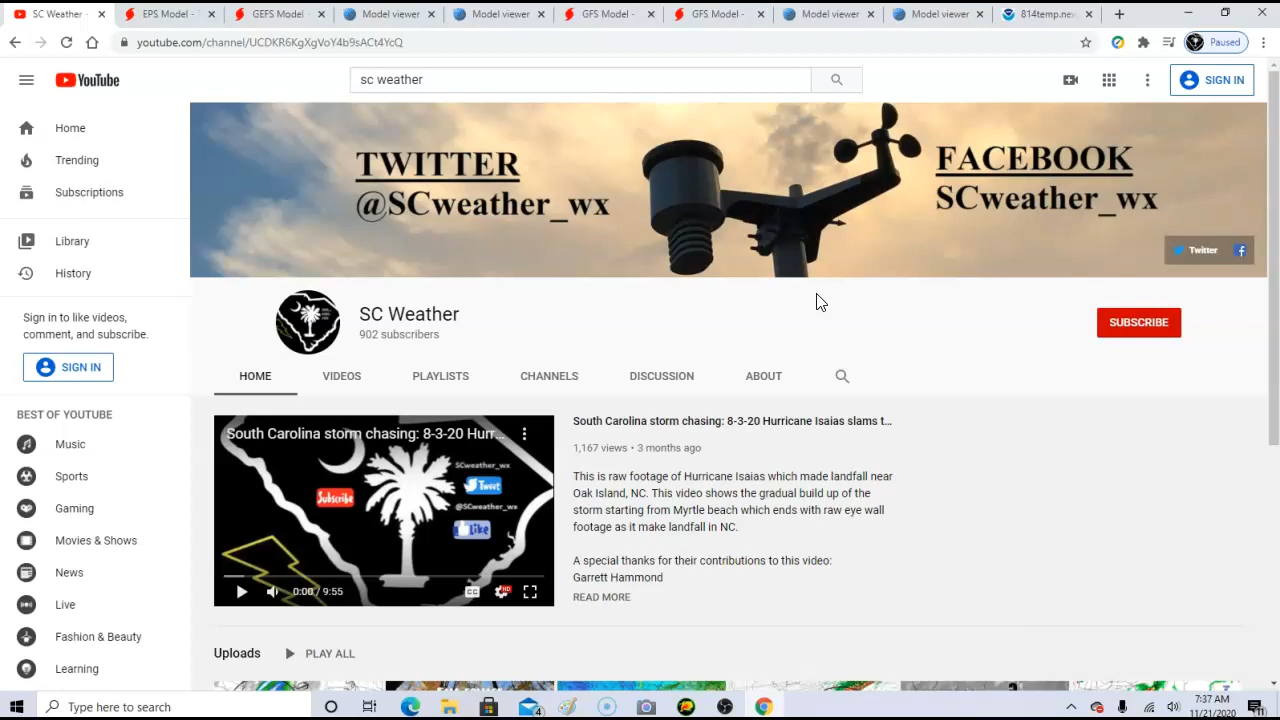 SC Weather -
EPS Model -
GEFS Model -
Model viewer
Model viewer
GFS Model -
GFS Model -
Model viewer
Model viewer
814temp.new
youtube.com/channel/UCDKR6KgXgVoY4b9sACt4YcQ
Paused
YouTube
sc weather
SIGN IN
Home
Trending
Subscriptions
Library
History
Sign in to like videos,
comment, and subscribe.
SIGN IN
BEST OF YOUTUBE
Music
Sports
Gaming
Movies & Shows
News
Live
Fashion & Beauty
Learning
TWITTER
@SCweather_wx
FACEBOOK
SCweather_wx
Twitter
SC Weather
902 subscribers
SUBSCRIBE
HOME
VIDEOS
PLAYLISTS
CHANNELS
DISCUSSION
ABOUT
South Carolina storm chasing: 8-3-20 Hurr...
SCweather_wx
Subscribe
Tweet
@SCweather_wx
Like
0:00 / 9:55
CC
HD
South Carolina storm chasing: 8-3-20 Hurricane Isaias slams t...
1,167 views • 3 months ago
This is raw footage of Hurricane Isaias which made landfall near
Oak Island, NC. This video shows the gradual build up of the
storm starting from Myrtle beach which ends with raw eye wall
footage as it make landfall in NC.
A special thanks for their contributions to this video:
Garrett Hammond
READ MORE
Uploads
PLAY ALL
Type here to search
4
7:37 AM
11/21/2020